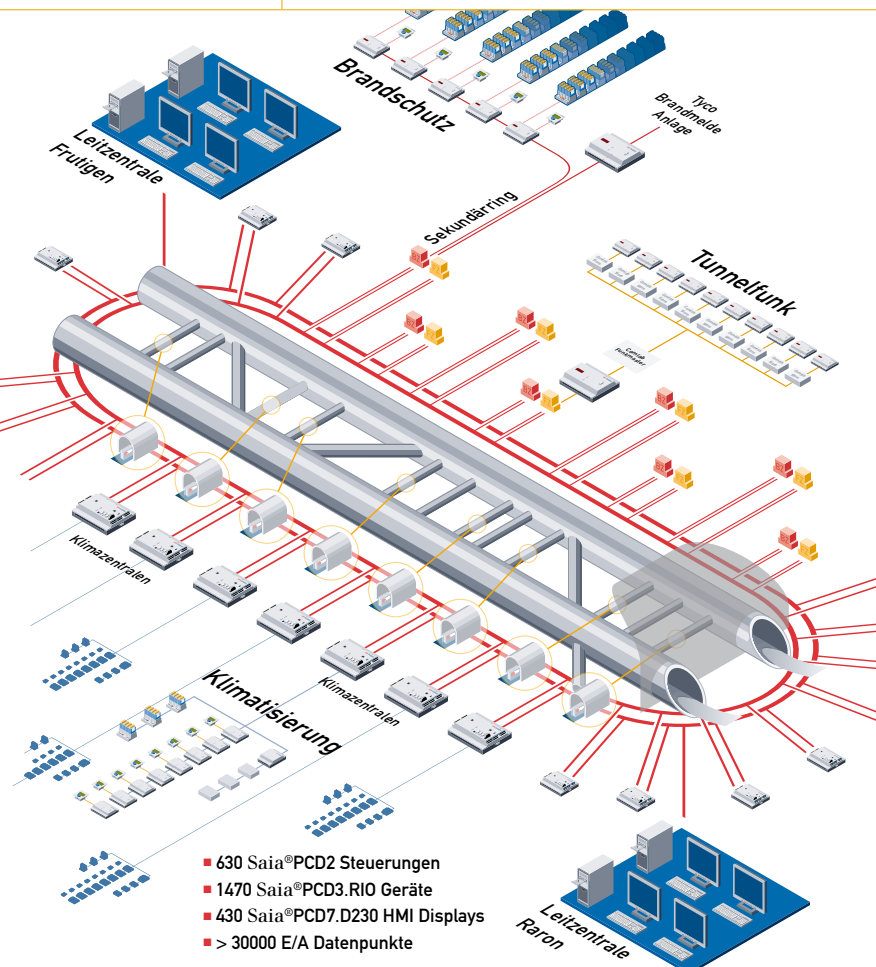 Brandschutz
Tyco
Brandmelde
Anlage
Leitzentrale
Frutigen
Sekundärring
Tunnelfunk
Klimazentralen
Klimatisierung
Klimazentralen
630 Saia®PCD2 Steuerungen
1470 Saia®PCD3.RIO Geräte
430 Saia®PCD7.D230 HMI Displays
> 30000 E/A Datenpunkte
Leitzentrale
Raron